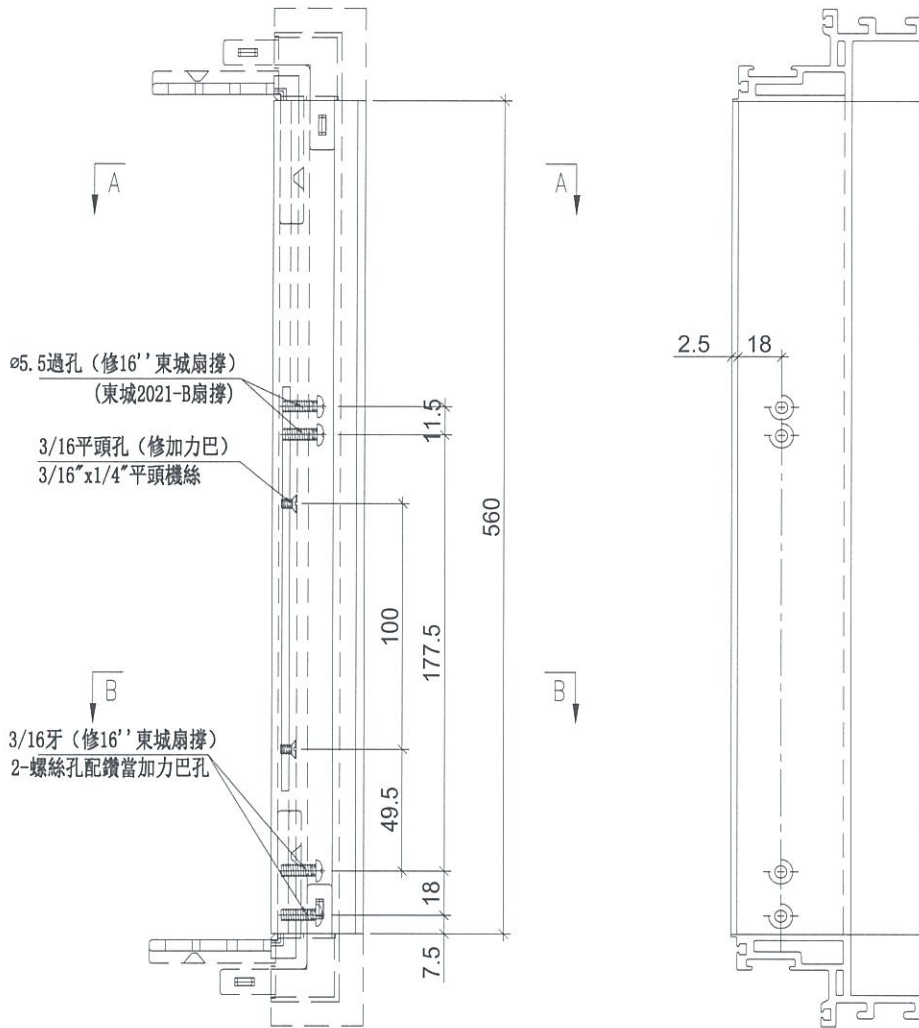 A
A
ø5.5過孔（修16''東城扇撐）
(東城2021-B扇撐)
3/16平頭孔（修加力巴）
3/16"x1/4"平頭機絲
2.5
18
11.5
560
100
177.5
B
B
3/16牙（修16''東城扇撐）
2-螺絲孔配鑽當加力巴孔
49.5
18
7.5